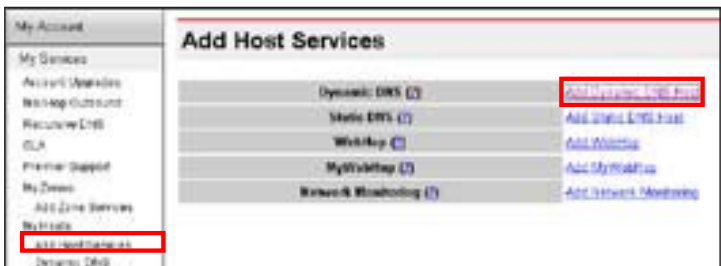 My Account
My Services
Account Upgrades
MailHop Outbound
Recursive DNS
SLA
Premier Support
My Zones
Add Zone Services
My Hosts
Add Host Services
Dynamic DNS
Add Host Services
Dynamic DNS (?) Add Dynamic DNS Host
Static DNS (?) Add Static DNS Host
WebHop (?) Add WebHop
MyWebHop (?) Add MyWebHop
Network Monitoring (?) Add Network Monitoring